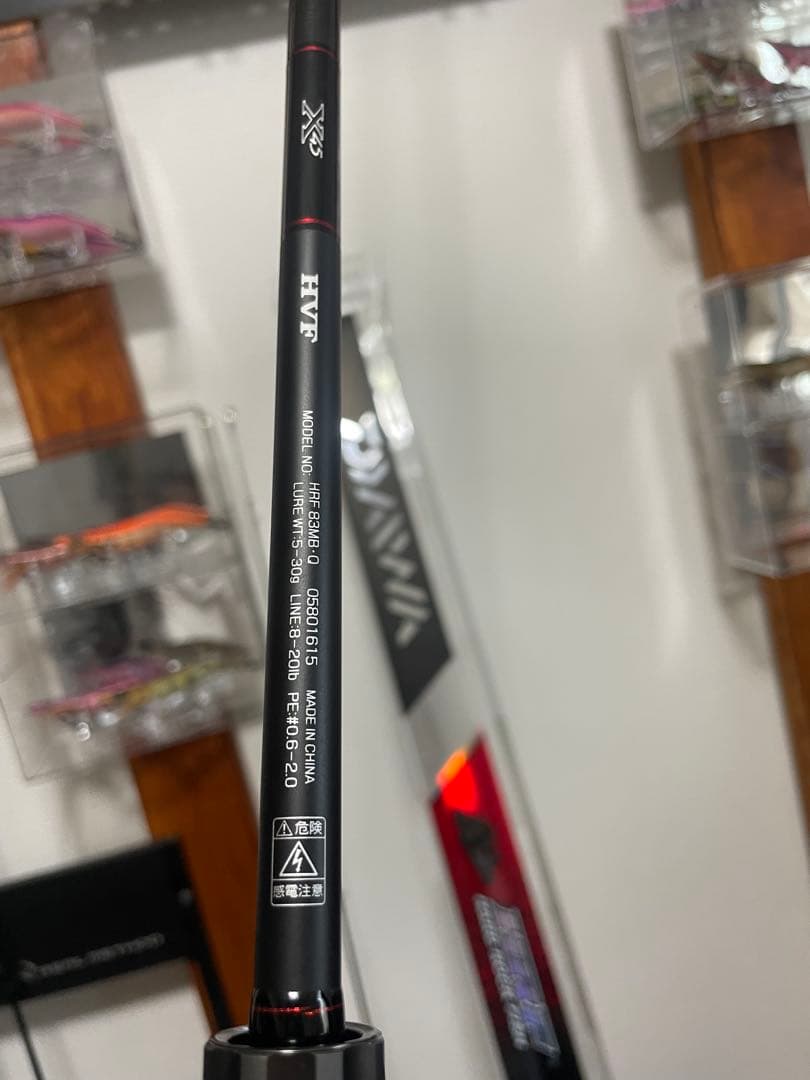 X45
HVF
MODEL NO: HRF 83MB・Q 05801615 MADE IN CHINA
LURE WT:5-30g LINE:8-20lb PE:#0.6-2.0
⚠危険
感電注意
DAIWA